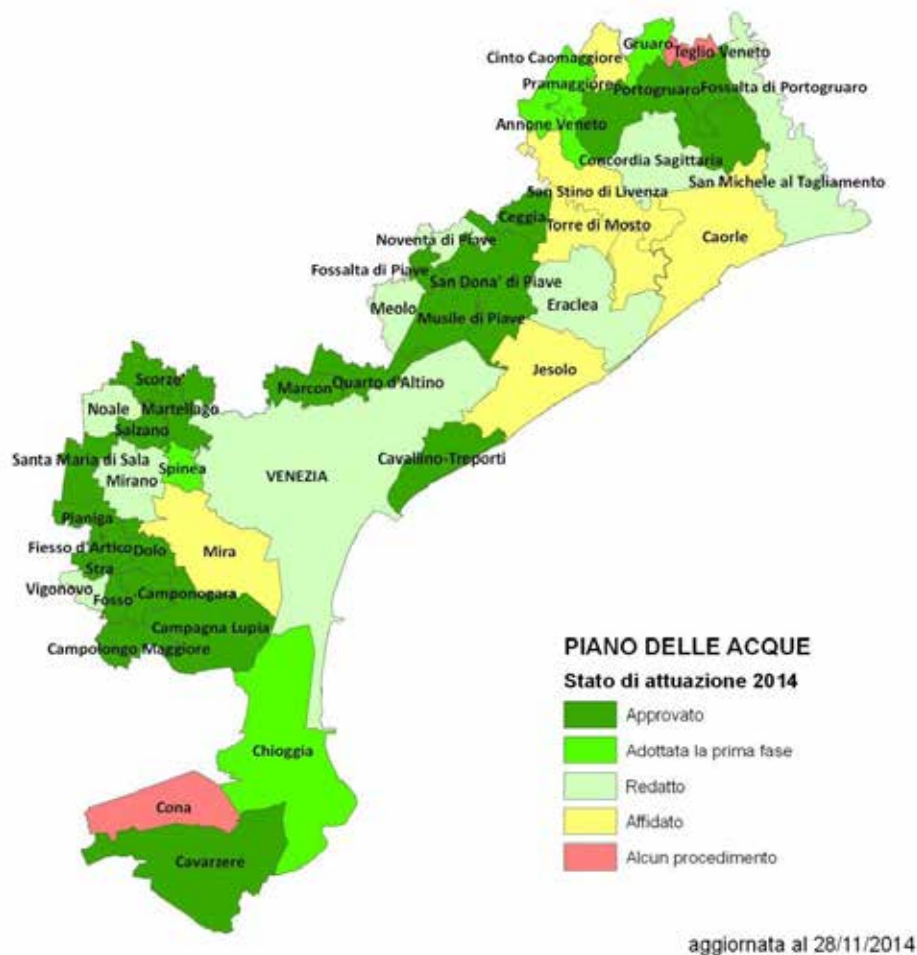 Gruaro
Cinto Caomaggiore
Teglio Veneto
Pramaggiore
Portogruaro
Fossalta di Portogruaro
Annone Veneto
Concordia Sagittaria
San Michele al Tagliamento
San Stino di Livenza
Ceggia
Torre di Mosto
Caorle
Noventa di Piave
Fossalta di Piave
San Dona' di Piave
Eraclea
Meolo
Musile di Piave
Jesolo
Scorze'
Marcon
Quarto d'Altino
Noale
Martellago
Salzano
Santa Maria di Sala
Spinea
Mirano
VENEZIA
Cavallino-Treporti
Pianiga
Fiesso d'Artico
Dolo
Mira
Stra
Vigonovo
Fosso'
Camponogara
Campagna Lupia
Campolongo Maggiore
Chioggia
Cona
Cavarzere
PIANO DELLE ACQUE
Stato di attuazione 2014
Approvato
Adottata la prima fase
Redatto
Affidato
Alcun procedimento
aggiornata al 28/11/2014